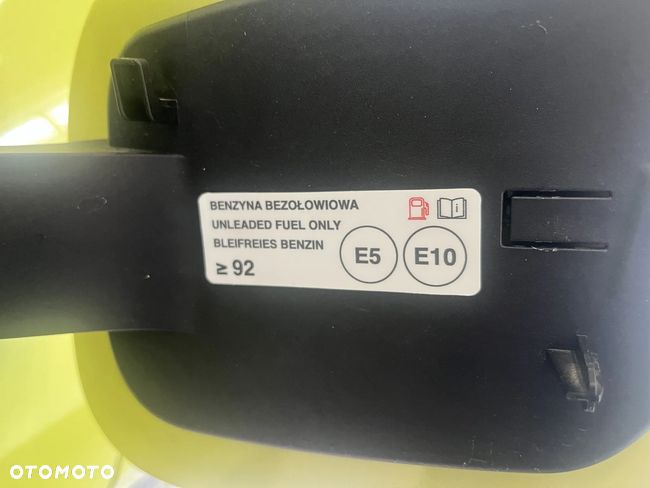 BENZYNA BEZOŁOWIOWA
UNLEADED FUEL ONLY
BLEIFREIES BENZIN
≥ 92
E5
E10
i
OTOMOTO